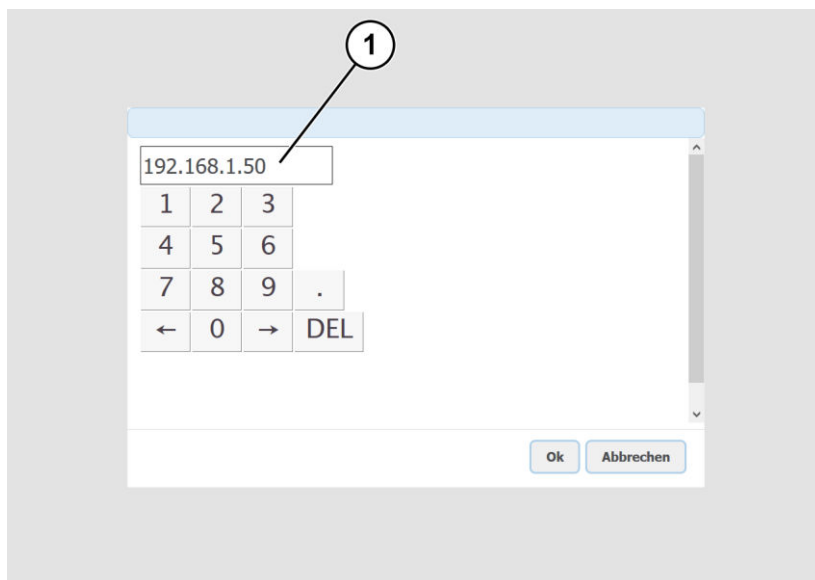 1
192.168.1.50
1 2 3
4 5 6
7 8 9 .
← 0 → DEL
Ok Abbrechen